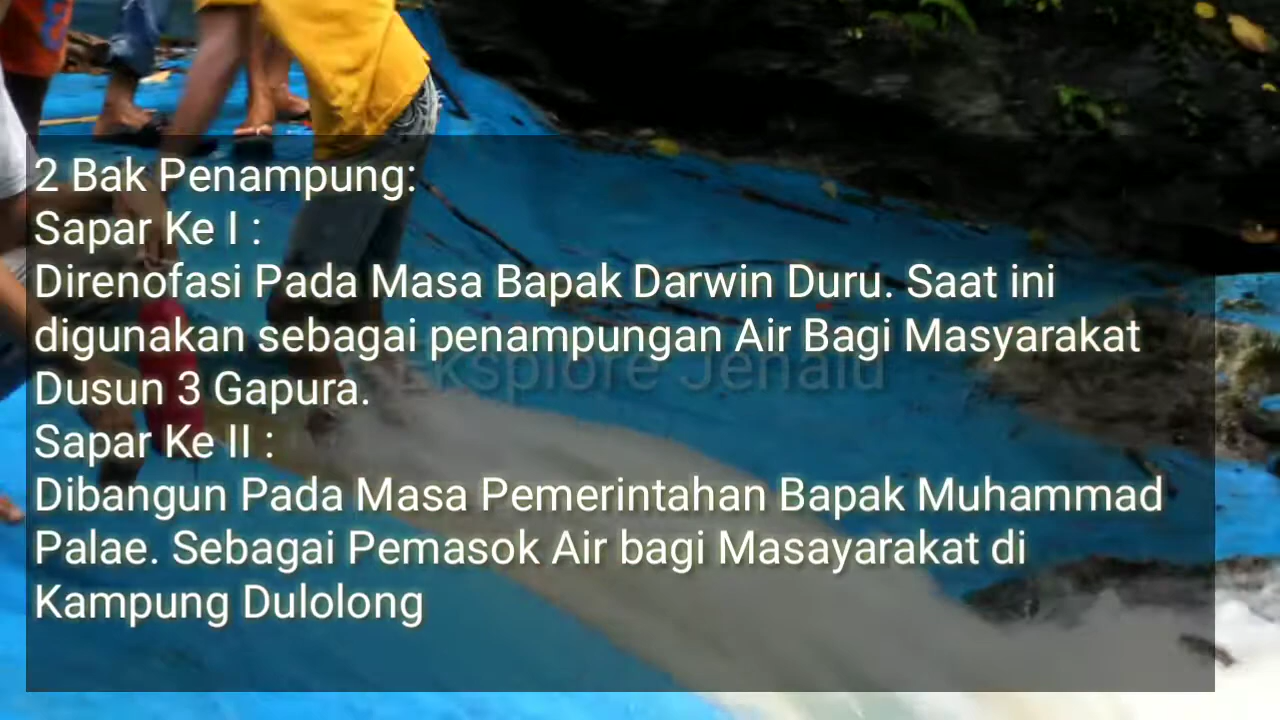 2 Bak Penampung:
Sapar Ke I :
Direnofasi Pada Masa Bapak Darwin Duru. Saat ini
digunakan sebagai penampungan Air Bagi Masyarakat
Eksplore Jenaid
Dusun 3 Gapura.
Sapar Ke II :
Dibangun Pada Masa Pemerintahan Bapak Muhammad
Palae. Sebagai Pemasok Air bagi Masayarakat di
Kampung Dulolong